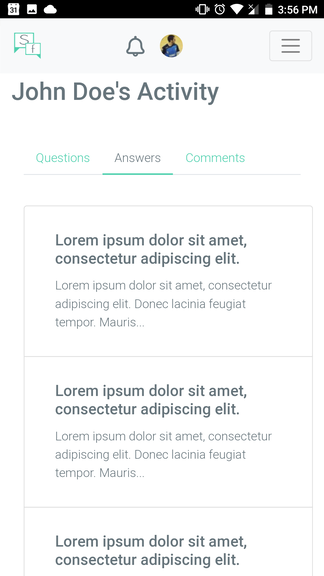 31
3:56 PM
S f
John Doe's Activity
Questions Answers Comments
Lorem ipsum dolor sit amet,
consectetur adipiscing elit.
Lorem ipsum dolor sit amet, consectetur
adipiscing elit. Donec lacinia feugiat
tempor. Mauris...
Lorem ipsum dolor sit amet,
consectetur adipiscing elit.
Lorem ipsum dolor sit amet, consectetur
adipiscing elit. Donec lacinia feugiat
tempor. Mauris...
Lorem ipsum dolor sit amet,
consectetur adipiscing elit.